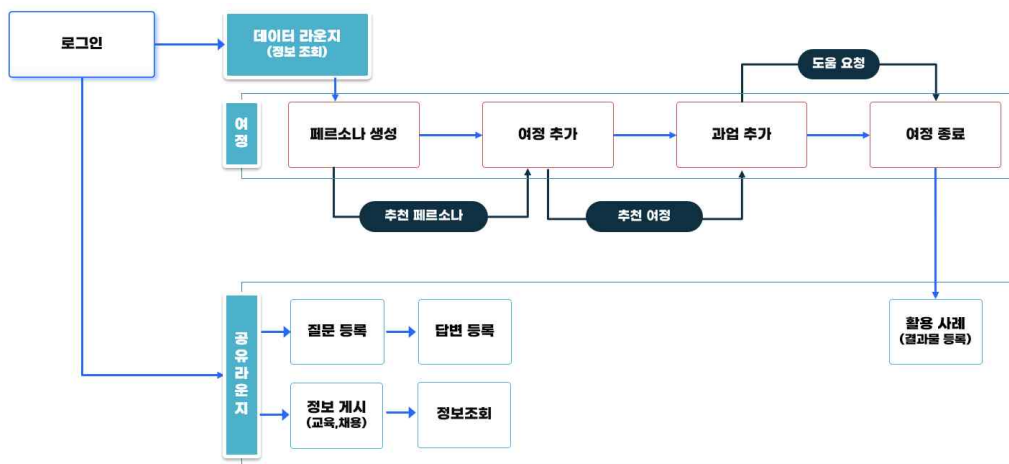 로그인
데이터 라운지
(정보 조회)
도움 요청
여정
페르소나 생성
여정 추가
과업 추가
여정 종료
추천 페르소나
추천 여정
공유라운지
질문 등록
답변 등록
활용 사례
(결과물 등록)
정보 게시
(교육,채용)
정보조회